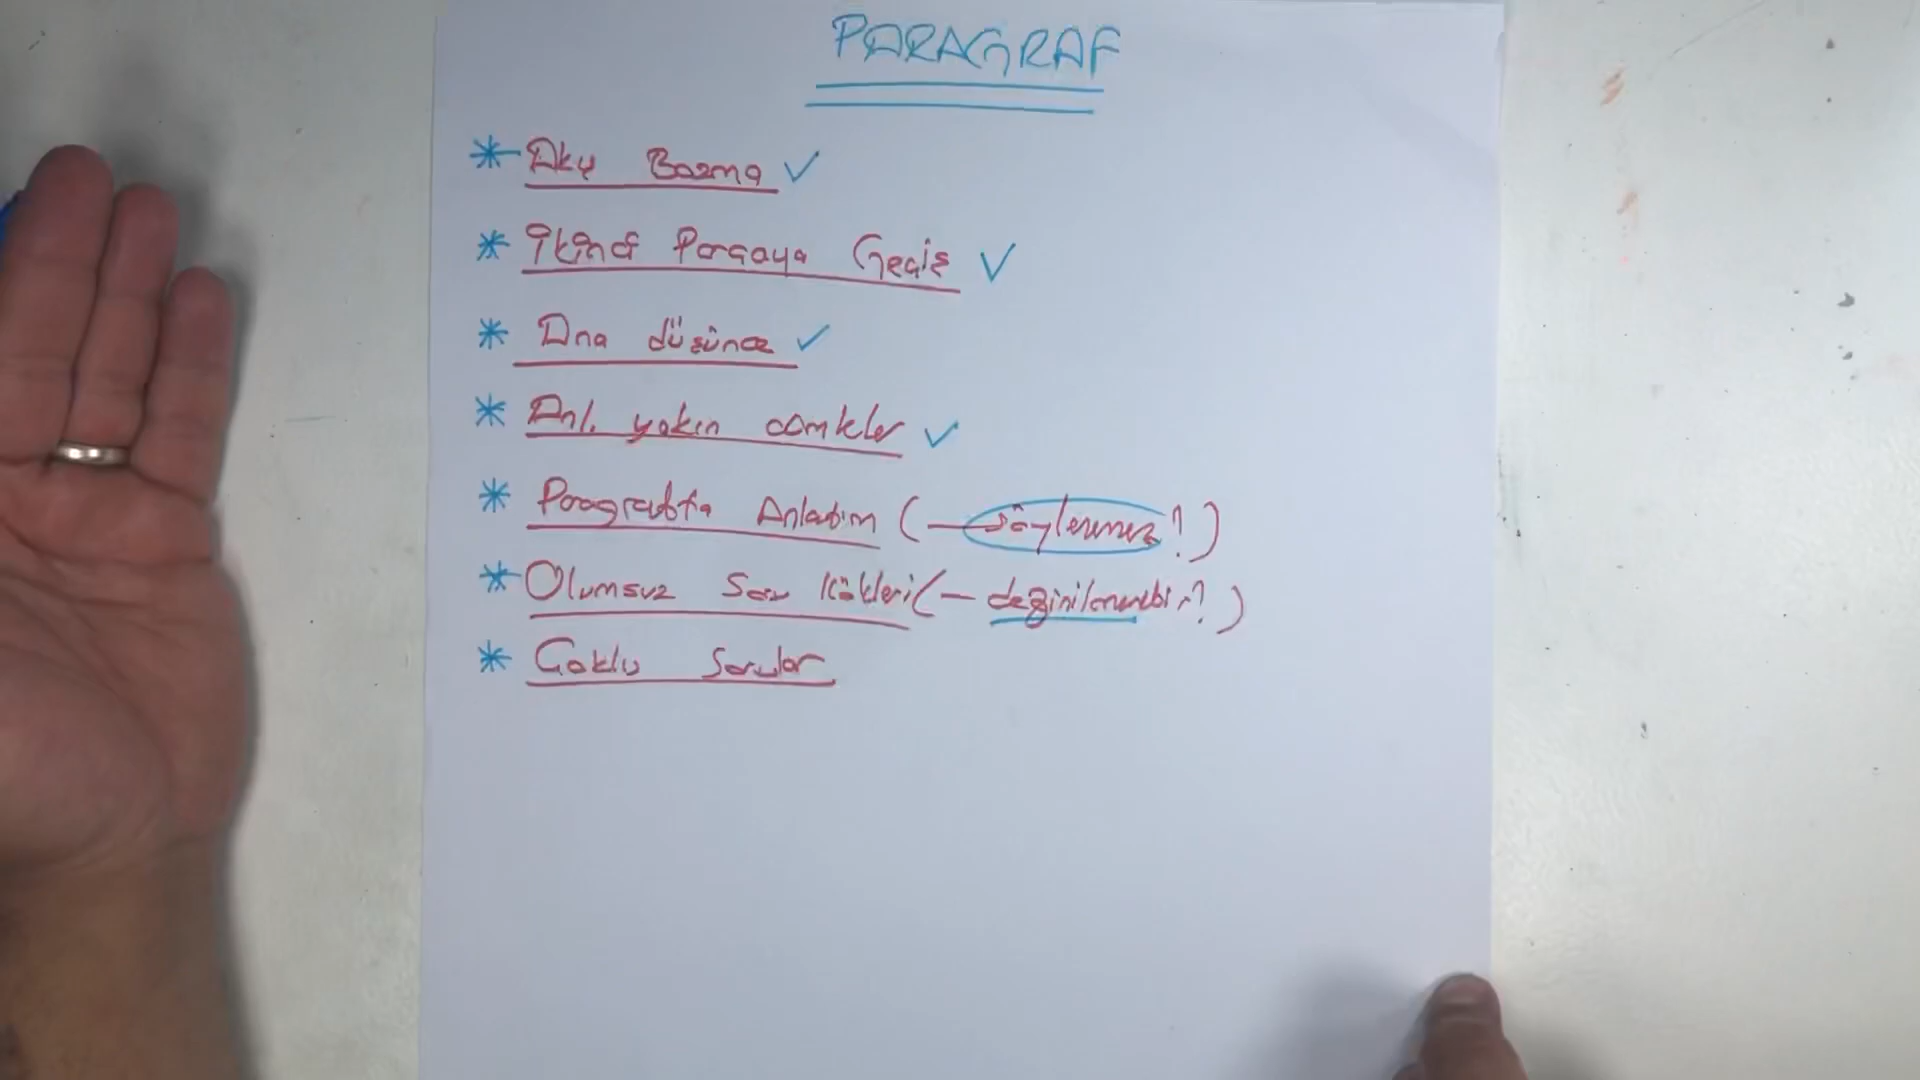 PARAGRAF
* Akış Bozma ✓
* İkinci Parçaya Geçiş ✓
* Ana düşünce ✓
* Anl. yakın cümleler ✓
* Paragrafta Anlatım (— söylenemez?)
* Olumsuz Soru Kökleri (— değinilmemiştir?)
* Çoklu Sorular